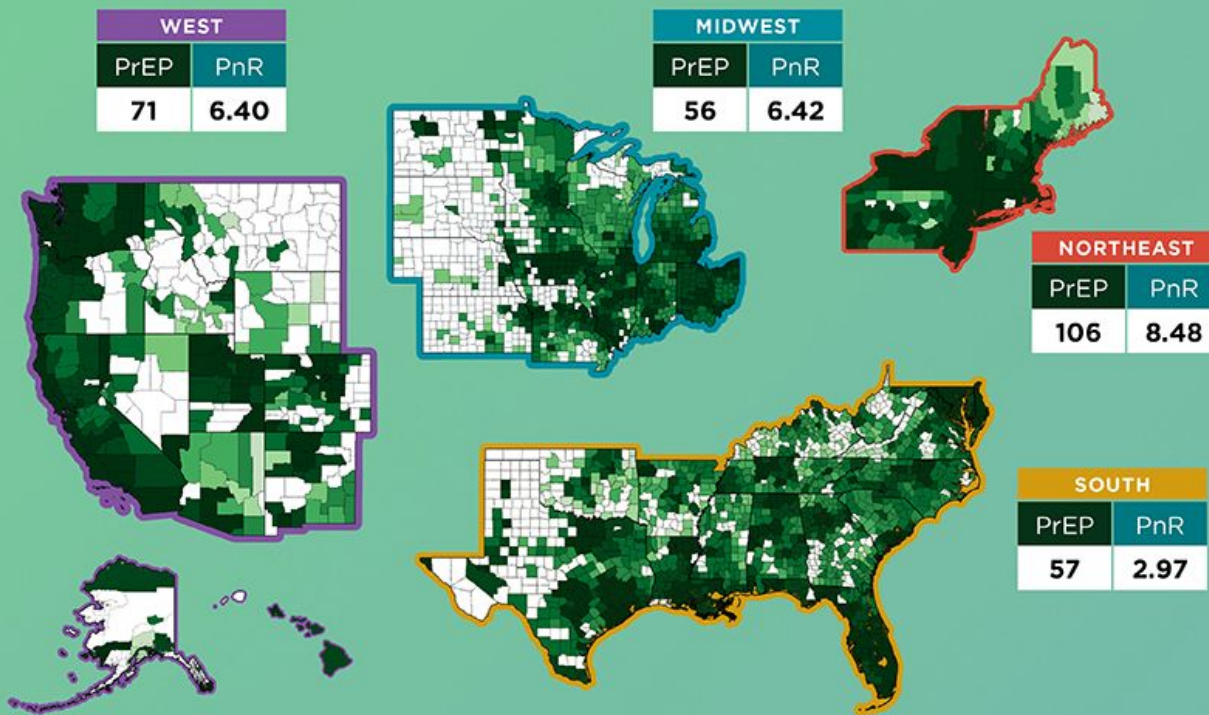 WEST
PrEP PnR
71 6.40
MIDWEST
PrEP PnR
56 6.42
NORTHEAST
PrEP PnR
106 8.48
SOUTH
PrEP PnR
57 2.97